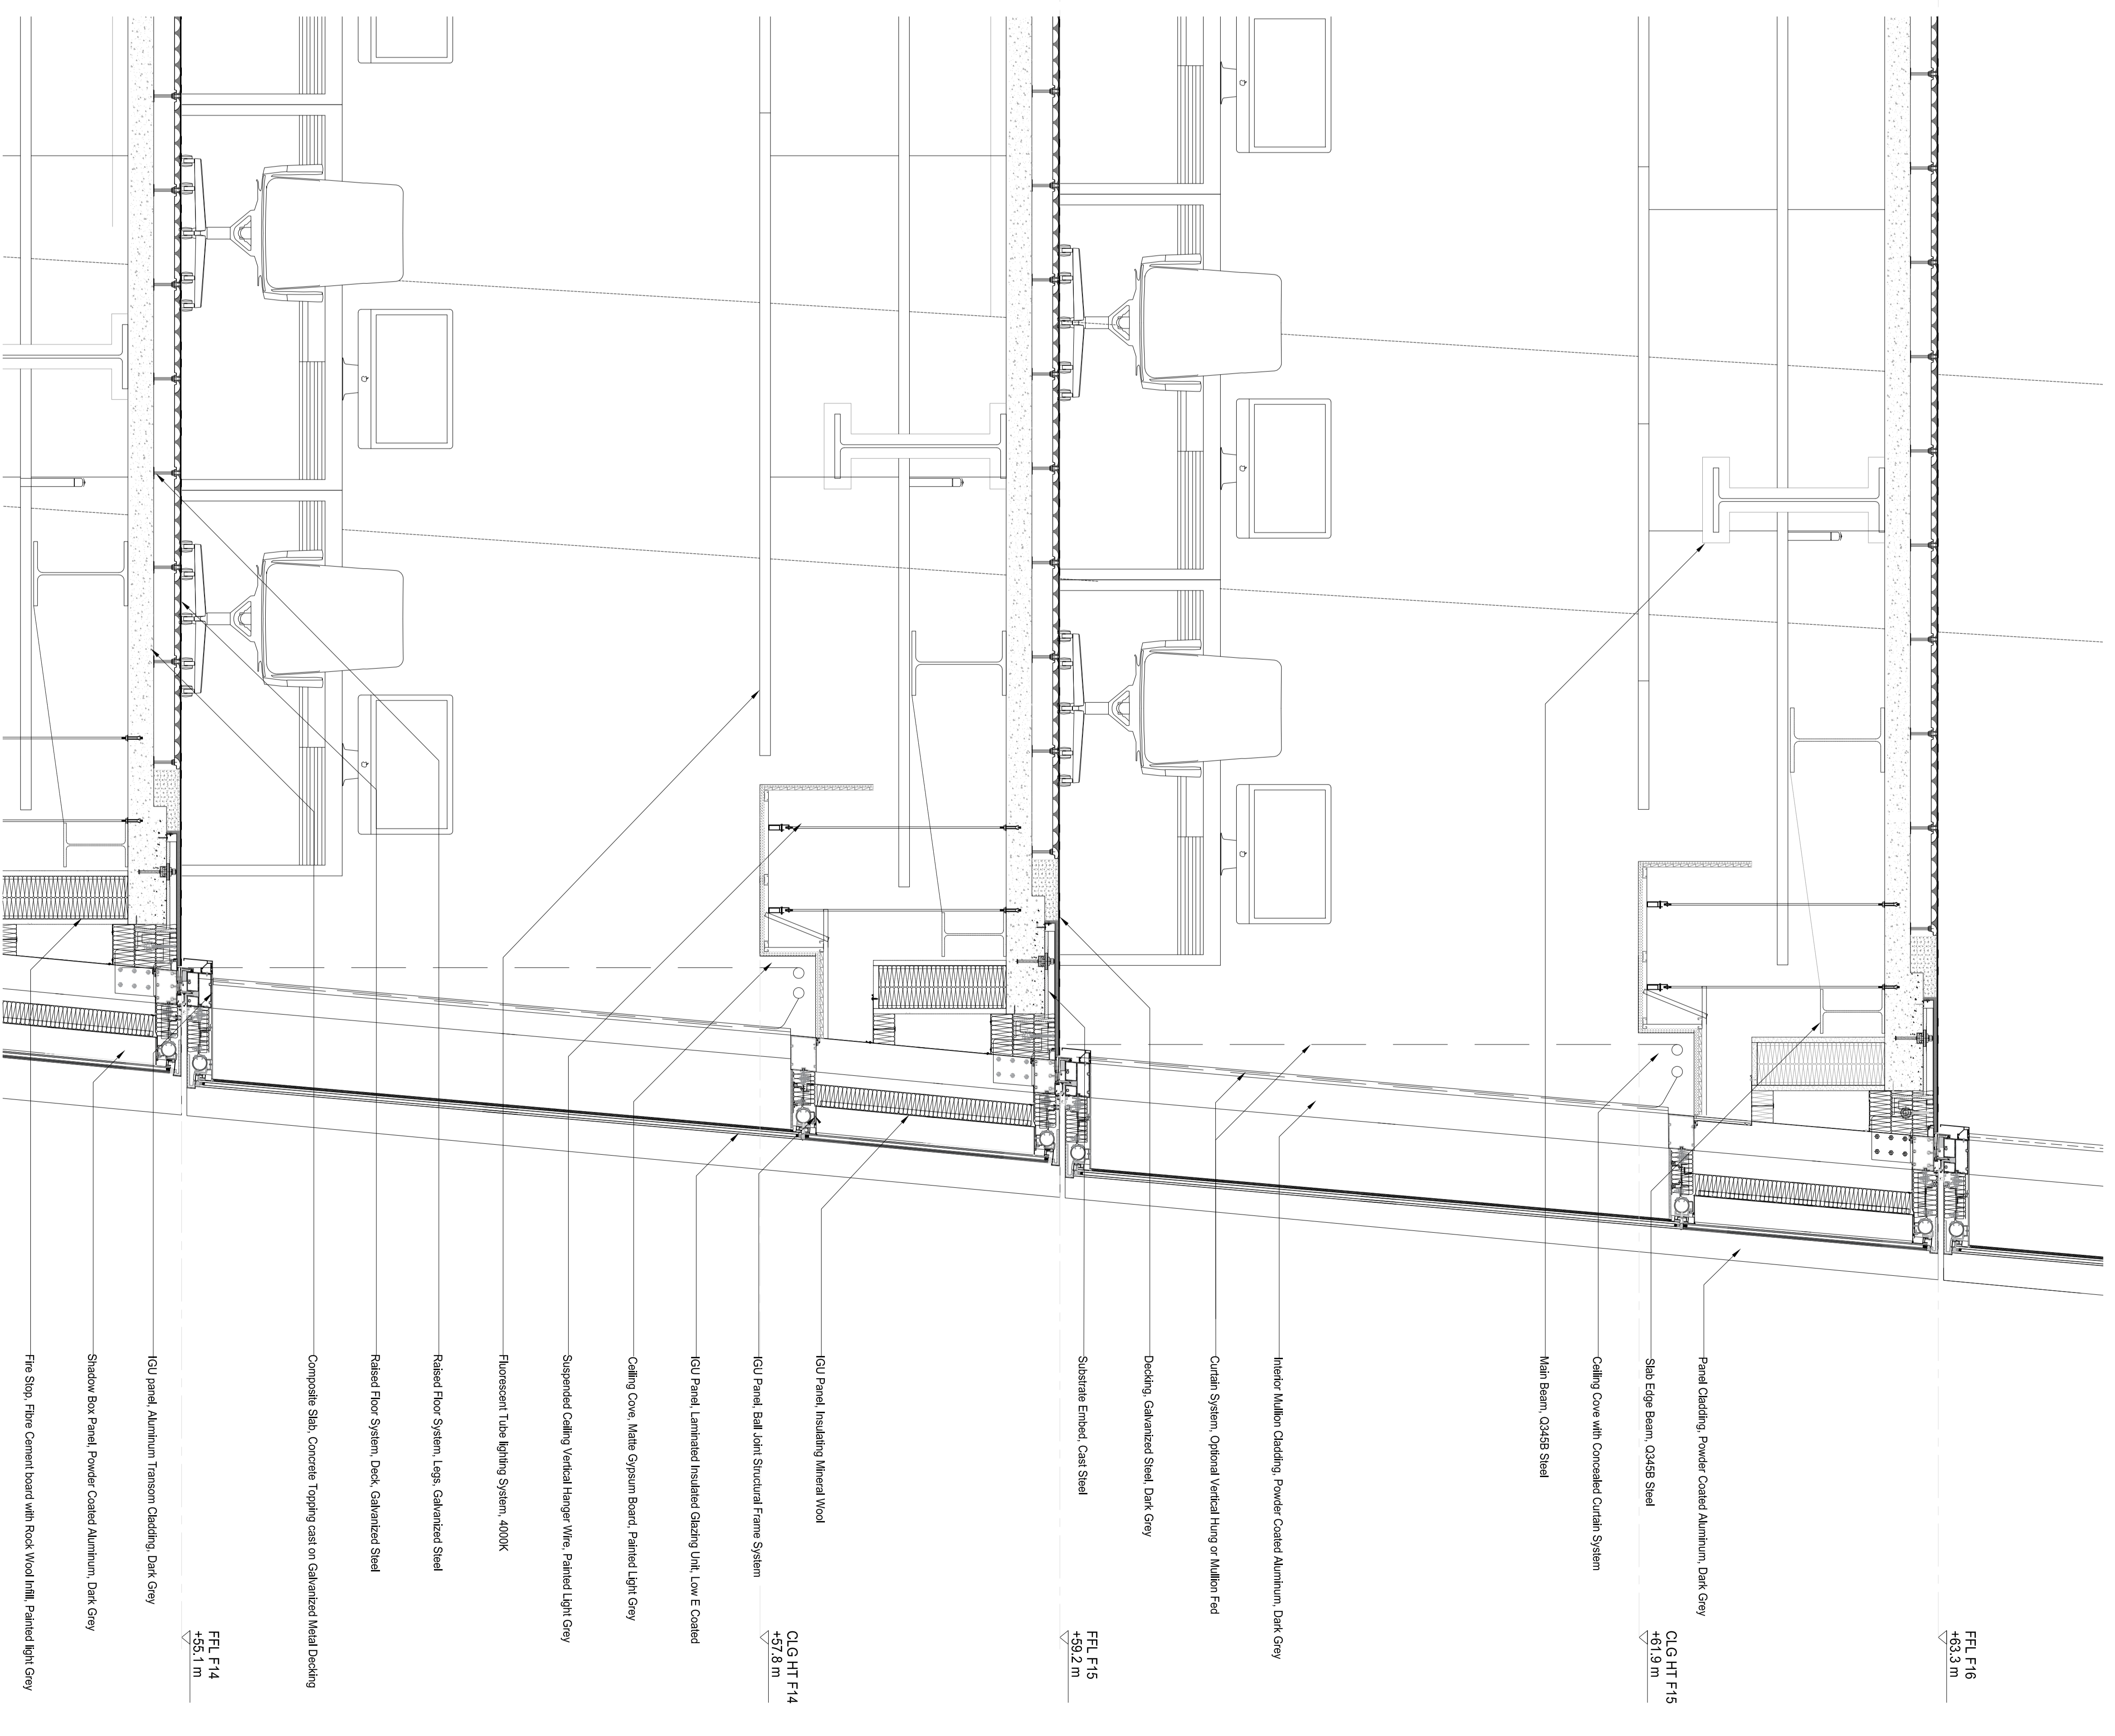 FFL F16
+63.3 m
CLG HT F15
+61.9 m
Panel Cladding, Powder Coated Aluminum, Dark Grey
Slab Edge Beam, Q345B Steel
Ceiling Cove with Concealed Curtain System
Main Beam, Q345B Steel
Interior Mullion Cladding, Powder Coated Aluminum, Dark Grey
Curtain System, Optional Vertical Hung or Mullion Fed
Decking, Galvanized Steel, Dark Grey
FFL F15
+59.2 m
Substrate Embed, Cast Steel
IGU Panel, Insulating Mineral Wool
CLG HT F14
+57.8 m
IGU Panel, Ball Joint Structural Frame System
IGU Panel, Laminated Insulated Glazing Unit, Low E Coated
Ceiling Cove, Matte Gypsum Board, Painted Light Grey
Suspended Ceiling Vertical Hanger Wire, Painted Light Grey
Fluorescent Tube lighting System, 4000K
Raised Floor System, Legs, Galvanized Steel
Raised Floor System, Deck, Galvanized Steel
Composite Slab, Concrete Topping cast on Galvanized Metal Decking
FFL F14
+55.1 m
IGU panel, Aluminum Transom Cladding, Dark Grey
Shadow Box Panel, Powder Coated Aluminum, Dark Grey
Fire Stop, Fibre Cement board with Rock Wool Infill, Painted light Grey